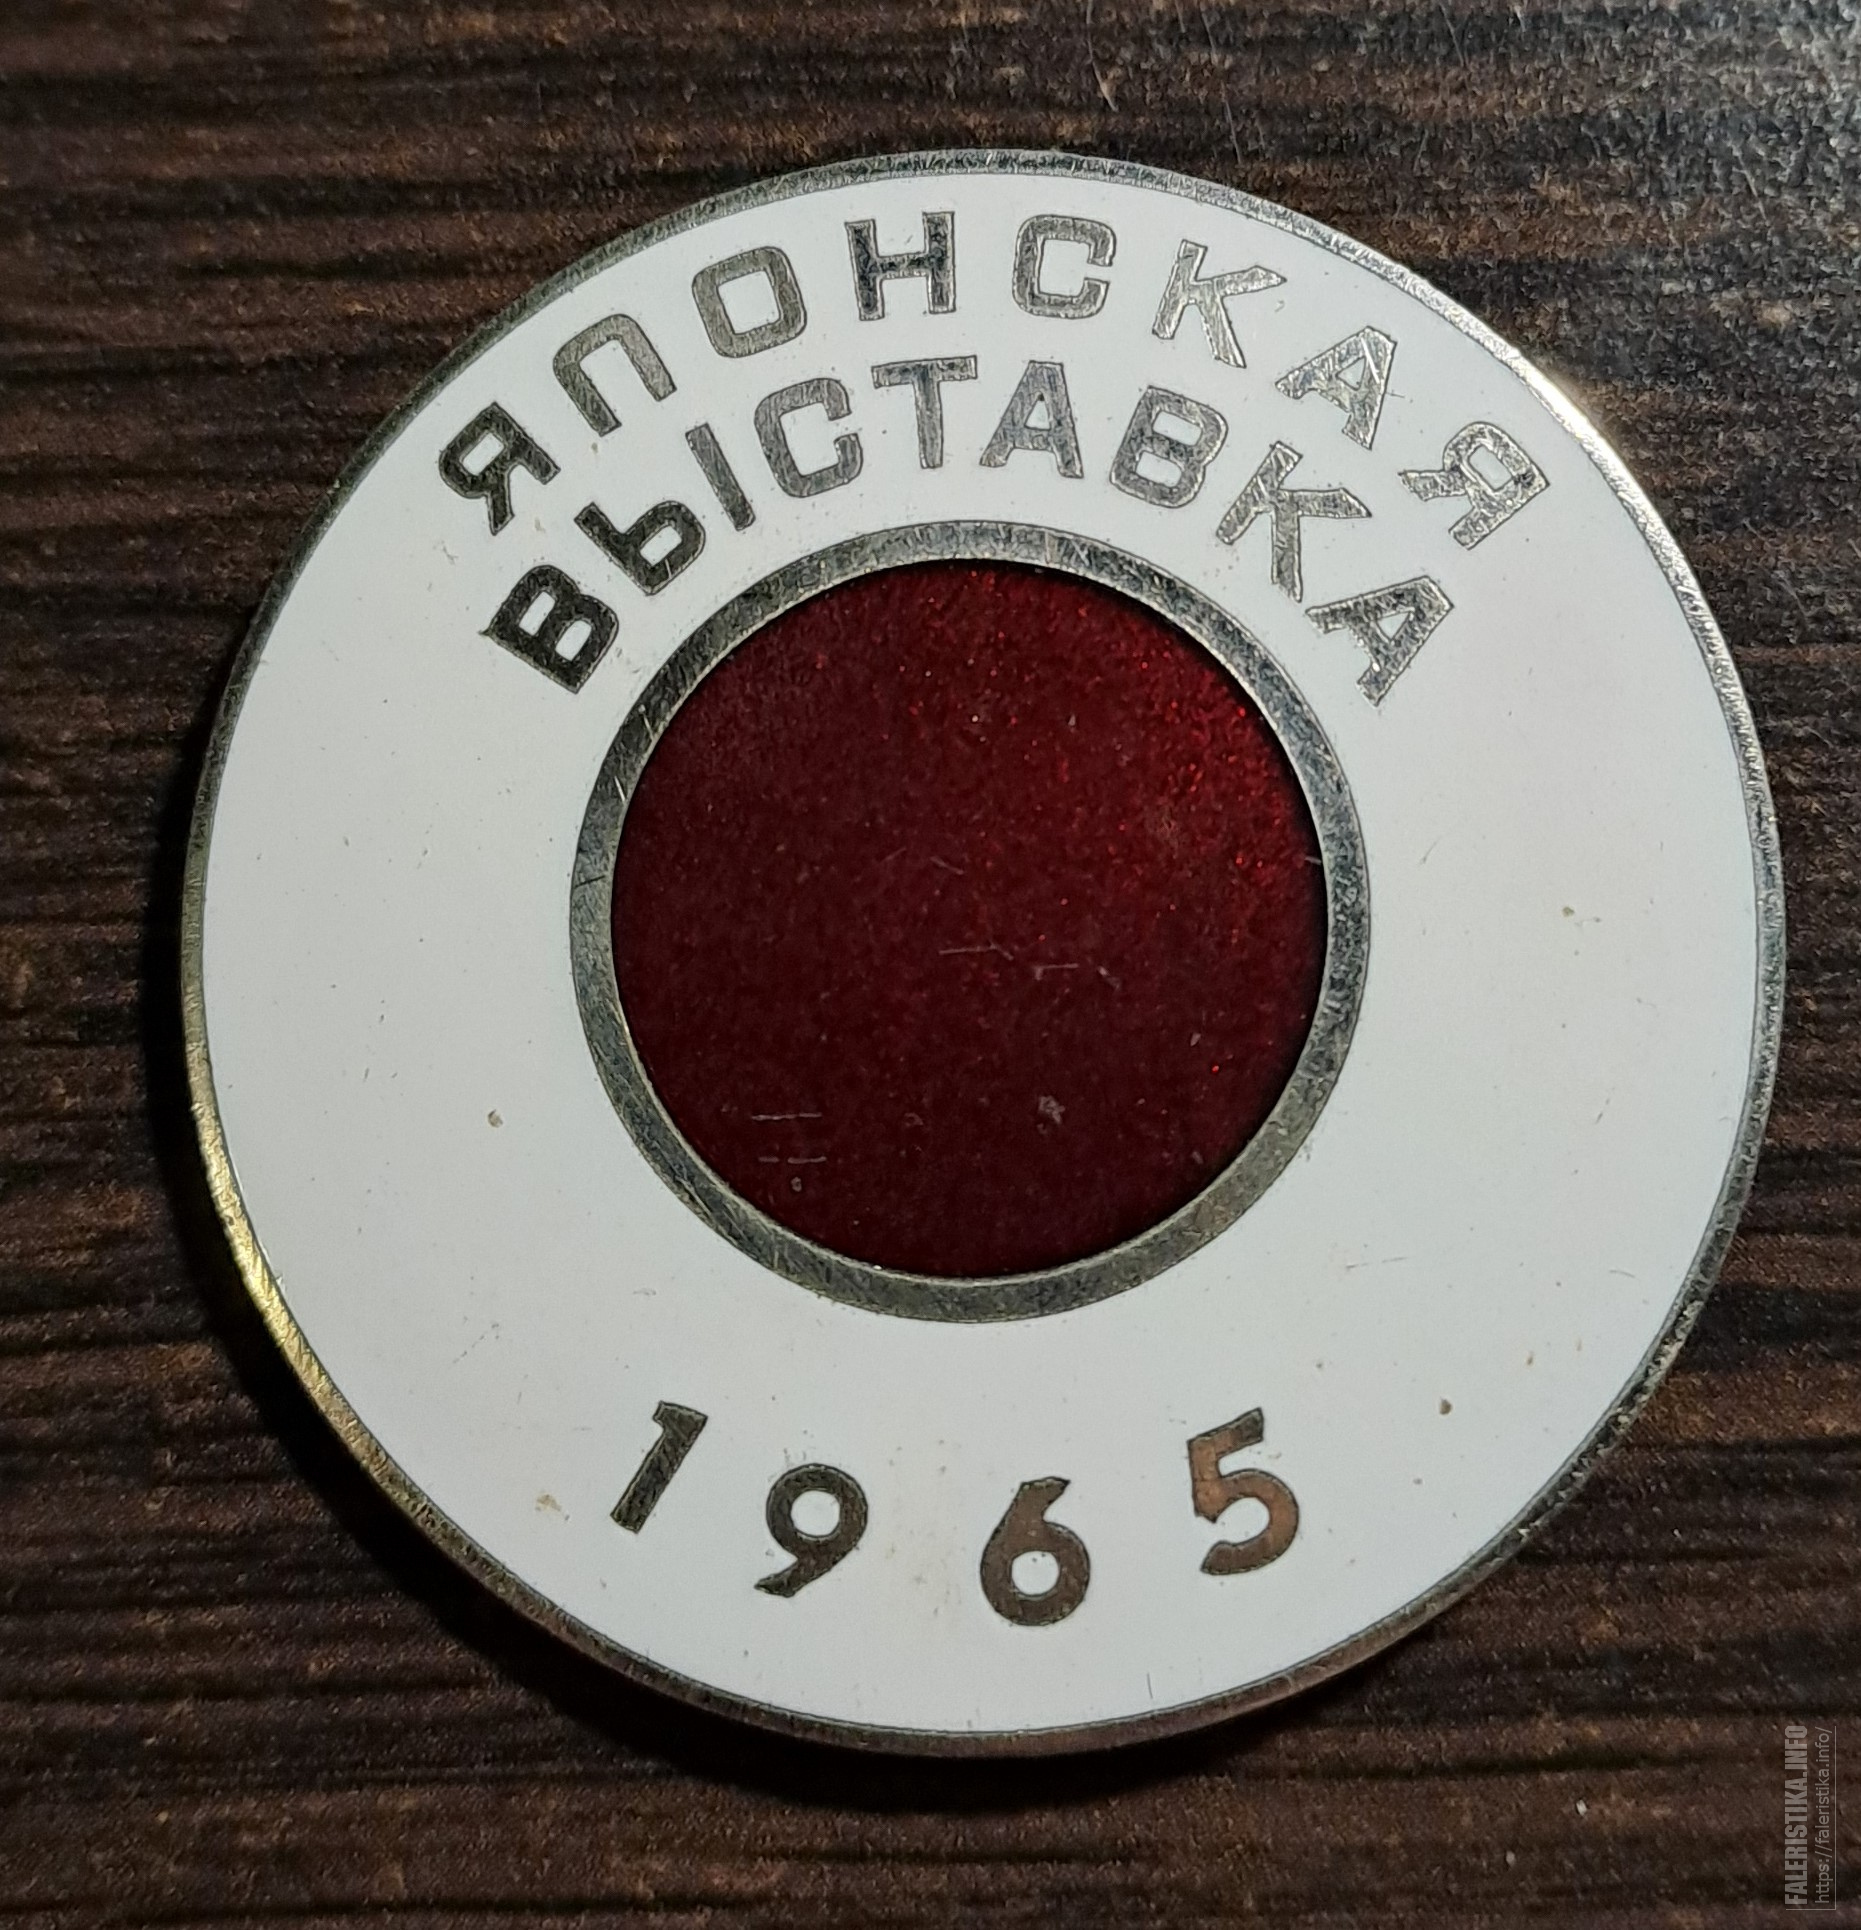 ЯПОНСКАЯ
ВЫСТАВКА
1965
FALERISTIKA.INFO
https://faleristika.info/